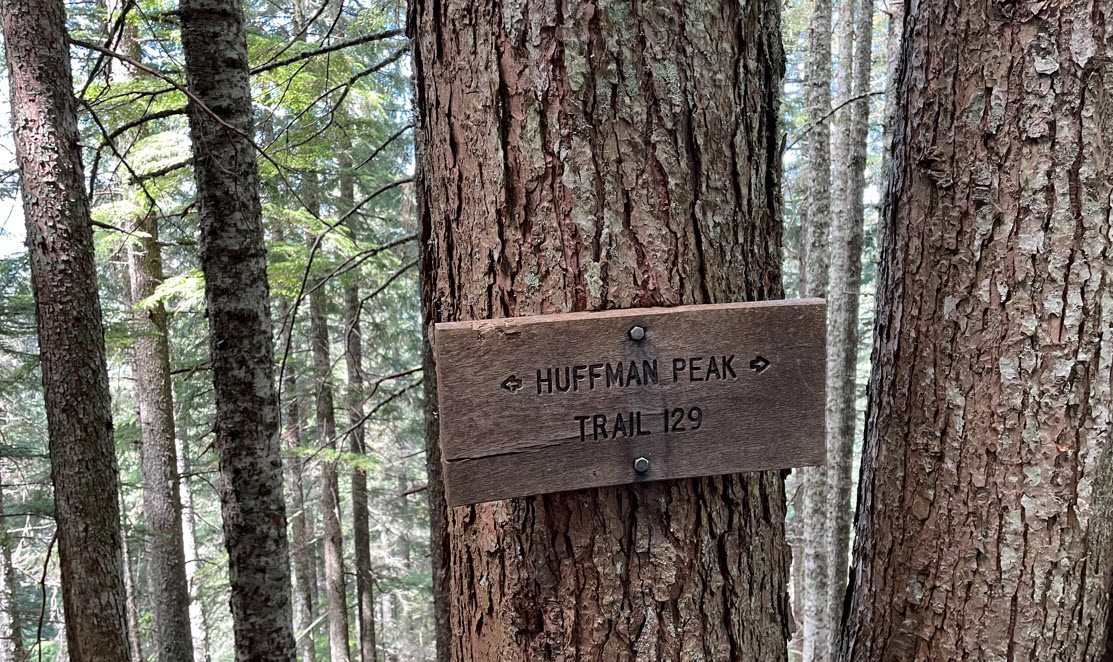 ⇦ HUFFMAN PEAK ⇨
TRAIL 129